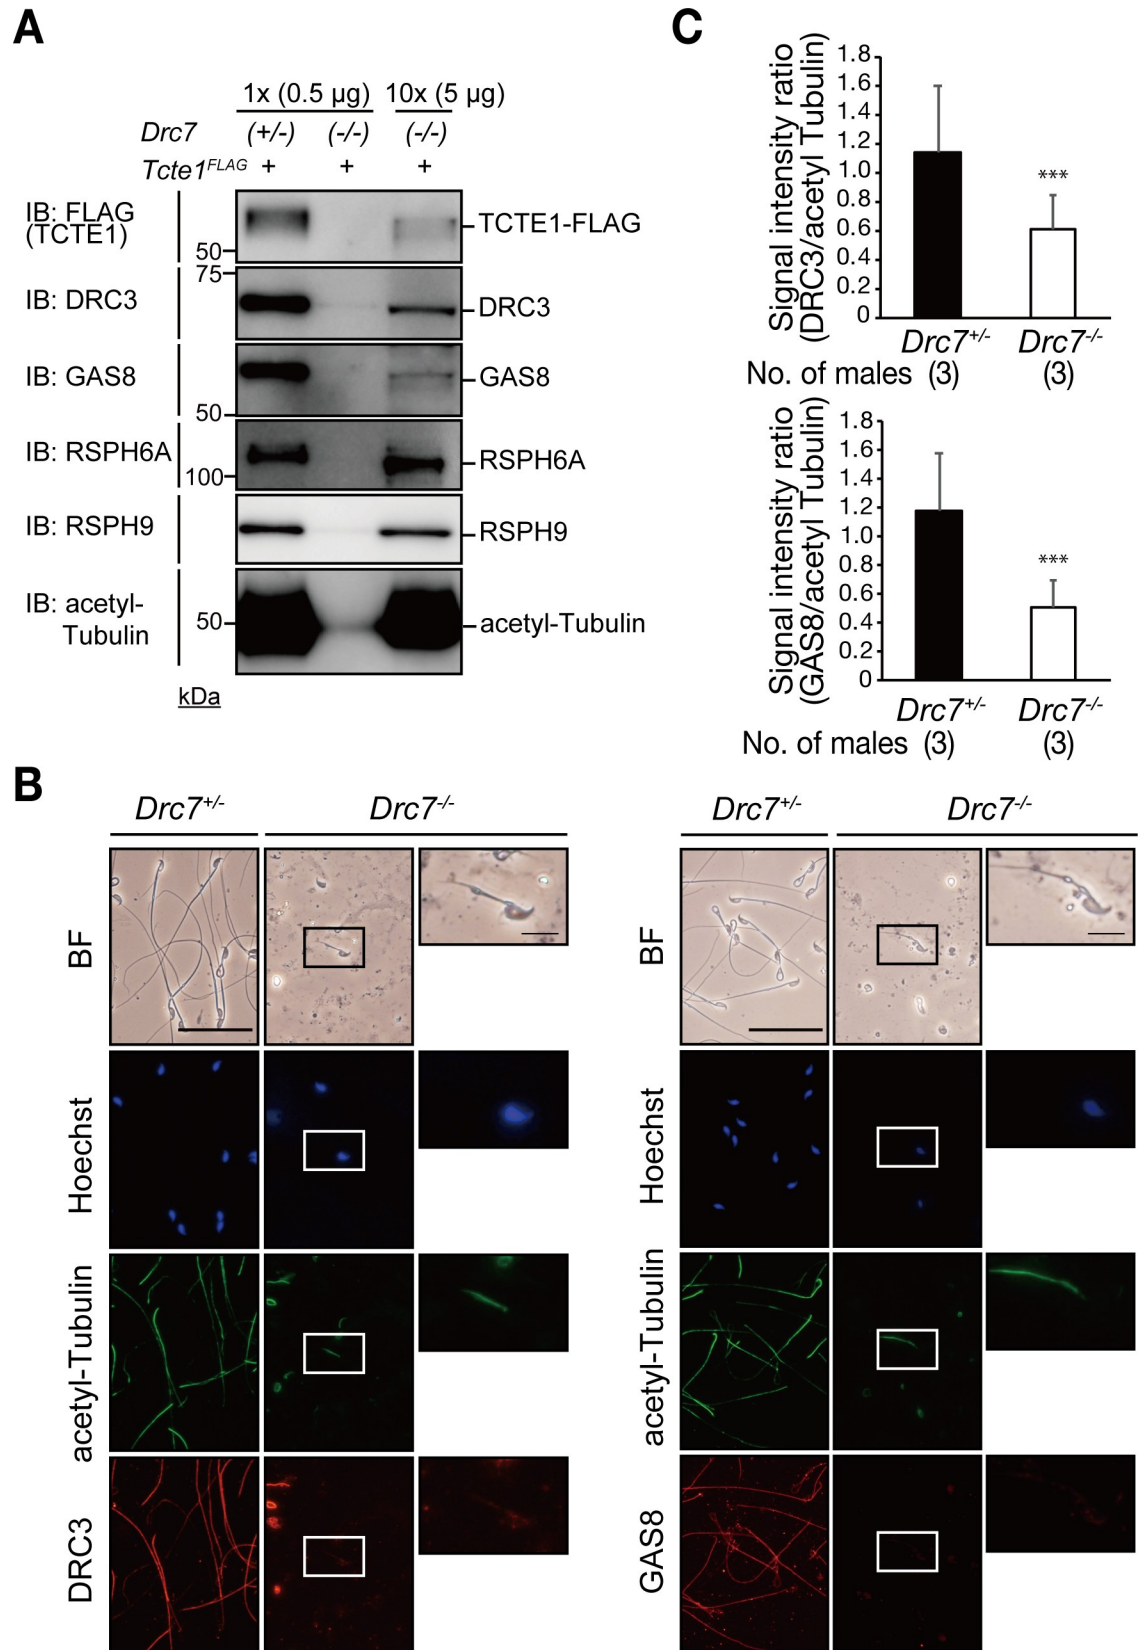 A
1x (0.5 µg) 10x (5 µg)
Drc7 (+/-) (-/-) (-/-)
Tcte1FLAG + + +
IB: FLAG
(TCTE1)
50
TCTE1-FLAG
75
IB: DRC3
DRC3
IB: GAS8
50
GAS8
IB: RSPH6A
100
RSPH6A
IB: RSPH9
RSPH9
IB: acetyl-
Tubulin
50
acetyl-Tubulin
kDa
C
Signal intensity ratio
(DRC3/acetyl Tubulin)
1.8
1.6
1.4
1.2
1.0
0.8
0.6
0.4
0.2
0
***
Drc7+/- Drc7-/-
No. of males (3) (3)
Signal intensity ratio
(GAS8/acetyl Tubulin)
1.8
1.6
1.4
1.2
1.0
0.8
0.6
0.4
0.2
0
***
Drc7+/- Drc7-/-
No. of males (3) (3)
B
Drc7+/- Drc7-/-
BF
Hoechst
acetyl-Tubulin
DRC3
Drc7+/- Drc7-/-
BF
Hoechst
acetyl-Tubulin
GAS8